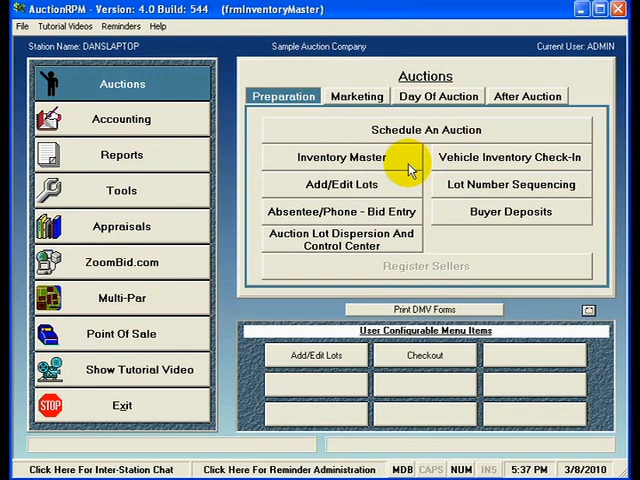 AuctionRPM - Version: 4.0 Build: 544 (frmInventoryMaster)
File Tutorial Videos Reminders Help
Station Name: DANSLAPTOP Sample Auction Company Current User: ADMIN
Auctions
Accounting
Reports
Tools
Appraisals
ZoomBid.com
Multi-Par
Point Of Sale
Show Tutorial Video
STOP Exit
Auctions
Preparation Marketing Day Of Auction After Auction
Schedule An Auction
Inventory Master Vehicle Inventory Check-In
Add/Edit Lots Lot Number Sequencing
Absentee/Phone - Bid Entry Buyer Deposits
Auction Lot Dispersion And
Control Center
Register Sellers
Print DMV Forms
User Configurable Menu Items
Add/Edit Lots Checkout
Click Here For Inter-Station Chat Click Here For Reminder Administration MDB CAPS NUM INS 5:37 PM 3/8/2010